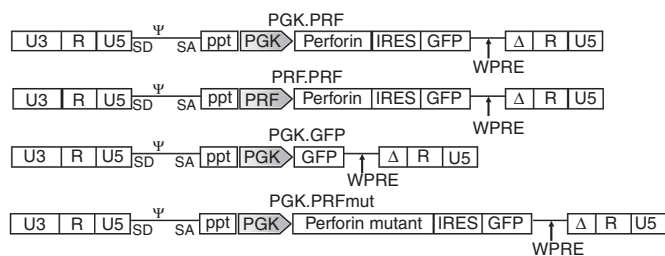 PGK.PRF
U3 R U5 SD Ψ SA ppt PGK Perforin IRES GFP WPRE Δ R U5
PRF.PRF
U3 R U5 SD Ψ SA ppt PRF Perforin IRES GFP WPRE Δ R U5
PGK.GFP
U3 R U5 SD Ψ SA ppt PGK GFP WPRE Δ R U5
PGK.PRFmut
U3 R U5 SD Ψ SA ppt PGK Perforin mutant IRES GFP WPRE Δ R U5